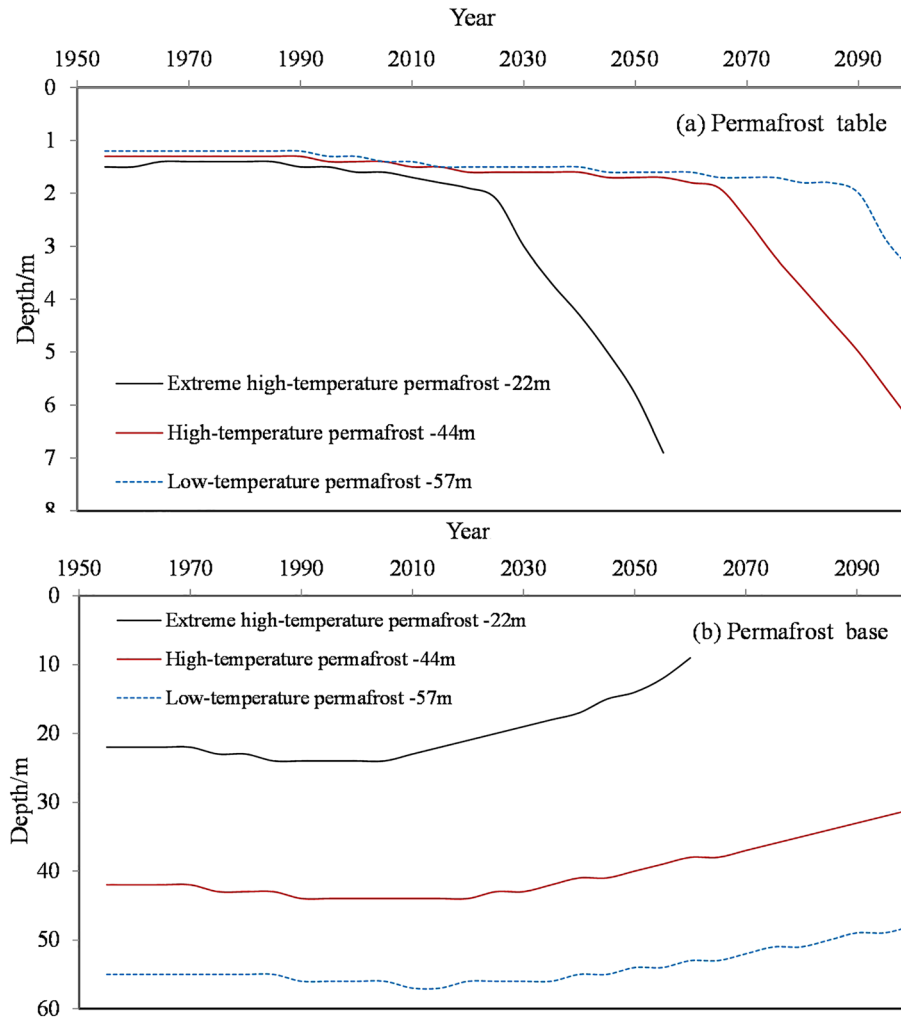 Year
1950 1970 1990 2010 2030 2050 2070 2090
0
(a) Permafrost table
1
2
3
4
5
6
7
8
Depth/m
Extreme high-temperature permafrost -22m
High-temperature permafrost -44m
Low-temperature permafrost -57m
Year
1950 1970 1990 2010 2030 2050 2070 2090
0
10
20
30
40
50
60
Depth/m
Extreme high-temperature permafrost -22m
(b) Permafrost base
High-temperature permafrost -44m
Low-temperature permafrost -57m